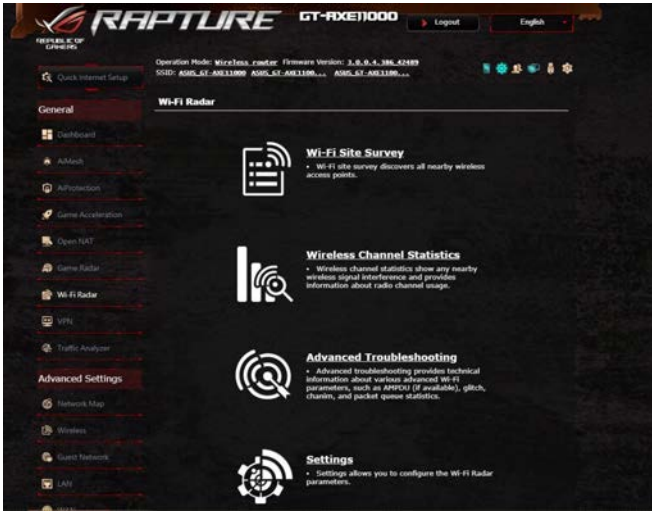 RAPTURE
GT-AXE11000
Logout
English
REPUBLIC OF
GAMERS
Operation Mode: Wireless router Firmware Version: 3.0.0.4.386_42489
SSID: ASUS_GT-AXE11000 ASUS_GT-AXE1100... ASUS_GT-AXE1100...
Quick Internet Setup
General
Dashboard
AiMesh
AiProtection
Game Acceleration
Open NAT
Game Radar
Wi-Fi Radar
VPN
Traffic Analyzer
Advanced Settings
Network Map
Wireless
Guest Network
LAN
WAN
Wi-Fi Radar
Wi-Fi Site Survey
• Wi-Fi site survey discovers all nearby wireless
access points.
Wireless Channel Statistics
• Wireless channel statistics show any nearby
wireless signal interference and provides
information about radio channel usage.
Advanced Troubleshooting
• Advanced troubleshooting provides technical
information about various advanced Wi-Fi
parameters, such as AMPDU (if available), glitch,
chanim, and packet queue statistics.
Settings
• Settings allows you to configure the Wi-Fi Radar
parameters.